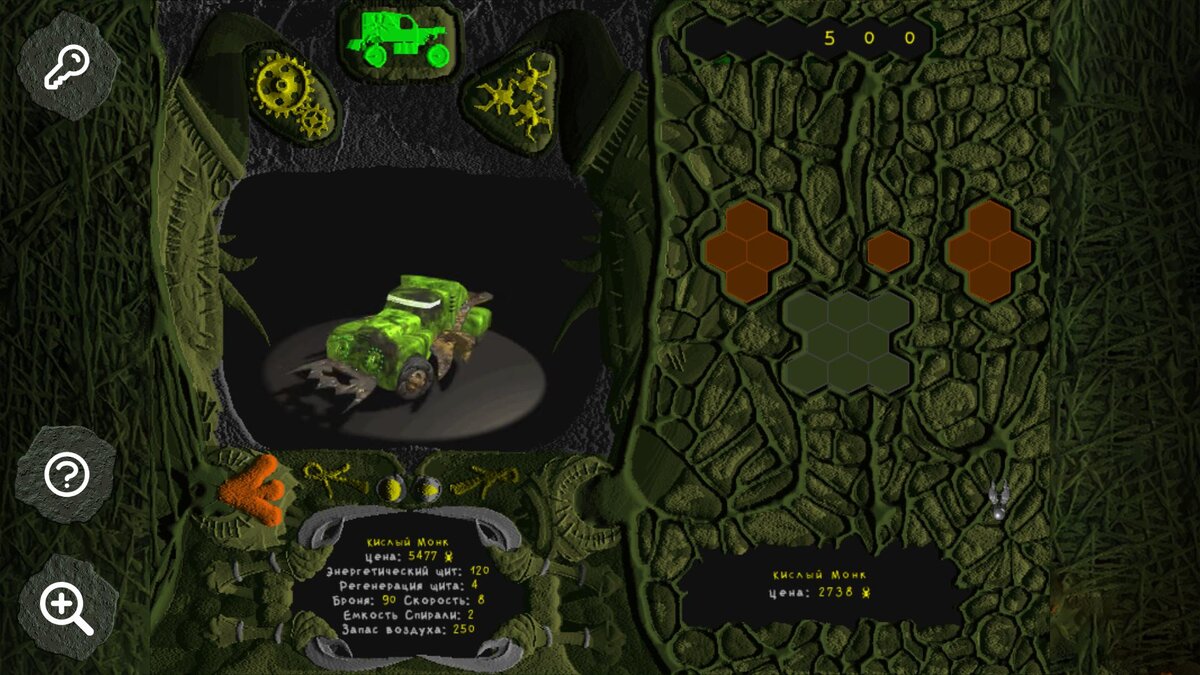 500
Кислый Монк
цена: 5477
Энергетический щит: 120
Регенерация щита: 4
Броня: 90 Скорость: 8
Емкость Спирали: 2
Запас воздуха: 250
Кислый Монк
цена: 2738